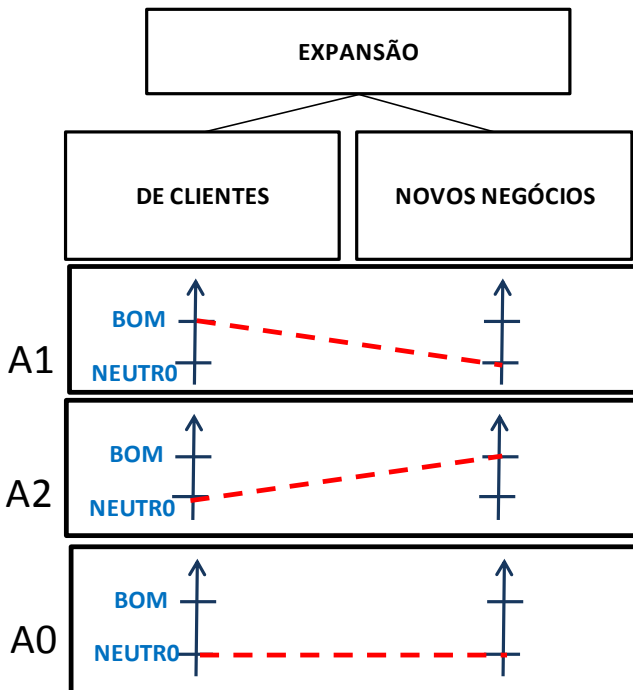 EXPANSÃO
DE CLIENTES
NOVOS NEGÓCIOS
A1
BOM
NEUTR0
A2
BOM
NEUTR0
A0
BOM
NEUTR0